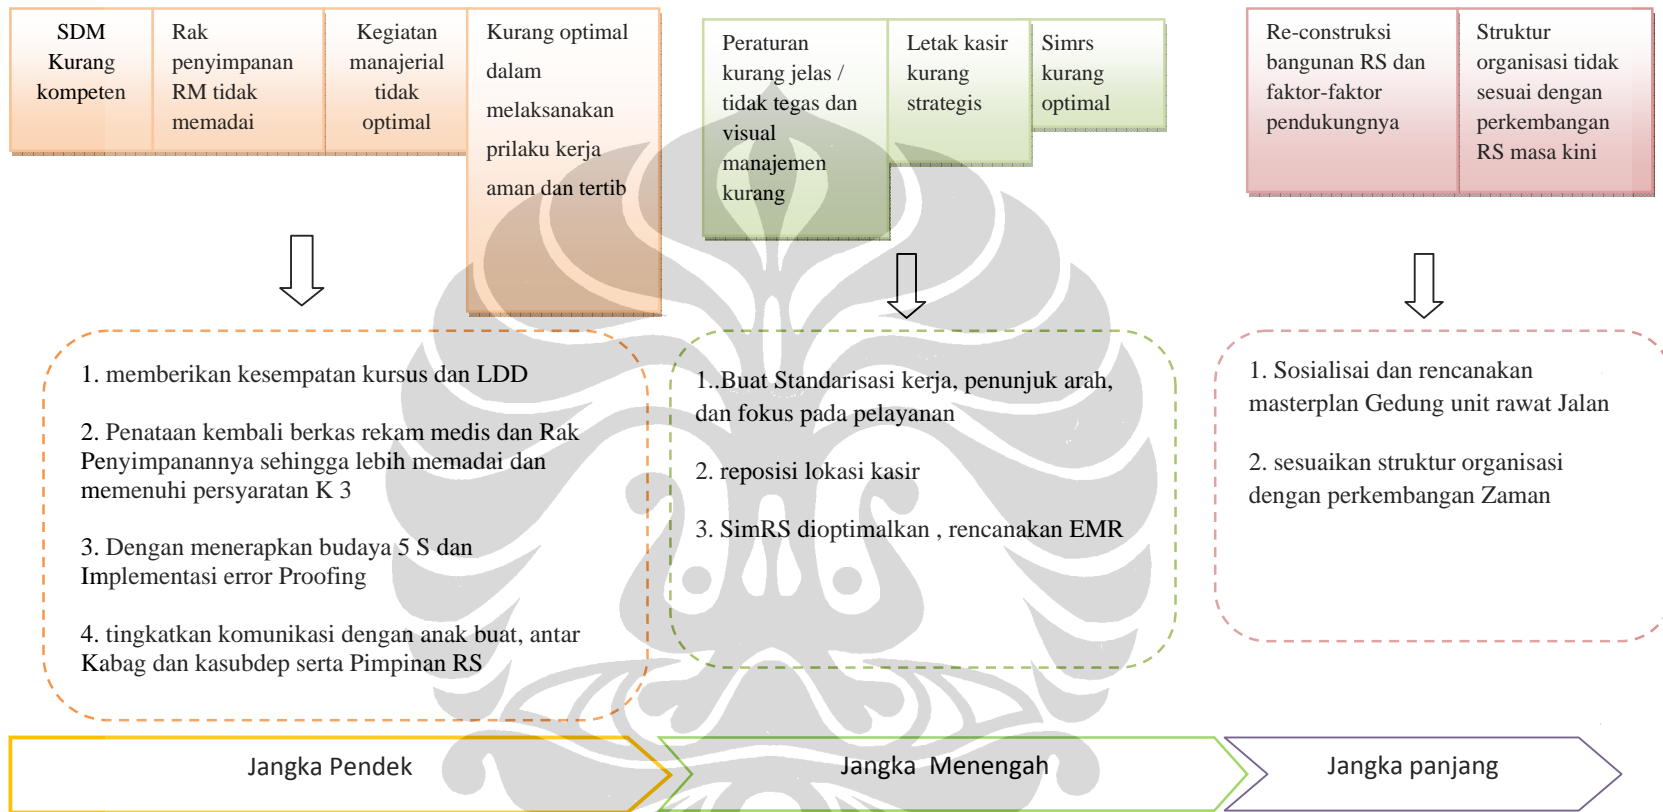 SDM
Kurang
kompeten
Rak
penyimpanan
RM tidak
memadai
Kegiatan
manajerial
tidak
optimal
Kurang optimal
dalam
melaksanakan
prilaku kerja
aman dan tertib
Peraturan
kurang jelas /
tidak tegas dan
visual
manajemen
kurang
Letak kasir
kurang
strategis
Simrs
kurang
optimal
Re-construksi
bangunan RS dan
faktor-faktor
pendukungnya
Struktur
organisasi tidak
sesuai dengan
perkembangan
RS masa kini
1. memberikan kesempatan kursus dan LDD
2. Penataan kembali berkas rekam medis dan Rak
Penyimpanannya sehingga lebih memadai dan
memenuhi persyaratan K 3
3. Dengan menerapkan budaya 5 S dan
Implementasi error Proofing
4. tingkatkan komunikasi dengan anak buat, antar
Kabag dan kasubdep serta Pimpinan RS
1..Buat Standarisasi kerja, penunjuk arah,
dan fokus pada pelayanan
2. reposisi lokasi kasir
3. SimRS dioptimalkan , rencanakan EMR
1. Sosialisai dan rencanakan
masterplan Gedung unit rawat Jalan
2. sesuaikan struktur organisasi
dengan perkembangan Zaman
Jangka Pendek
Jangka  Menengah
Jangka panjang